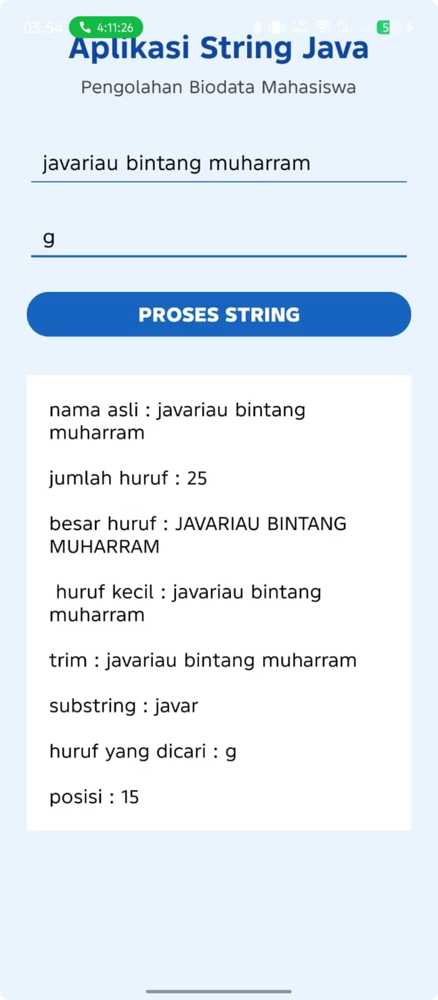 03.54 4:11:26 5
Aplikasi String Java
Pengolahan Biodata Mahasiswa
javariau bintang muharram
g
PROSES STRING
nama asli : javariau bintang
muharram
jumlah huruf : 25
besar huruf : JAVARIAU BINTANG
MUHARRAM
huruf kecil : javariau bintang
muharram
trim : javariau bintang muharram
substring : javar
huruf yang dicari : g
posisi : 15